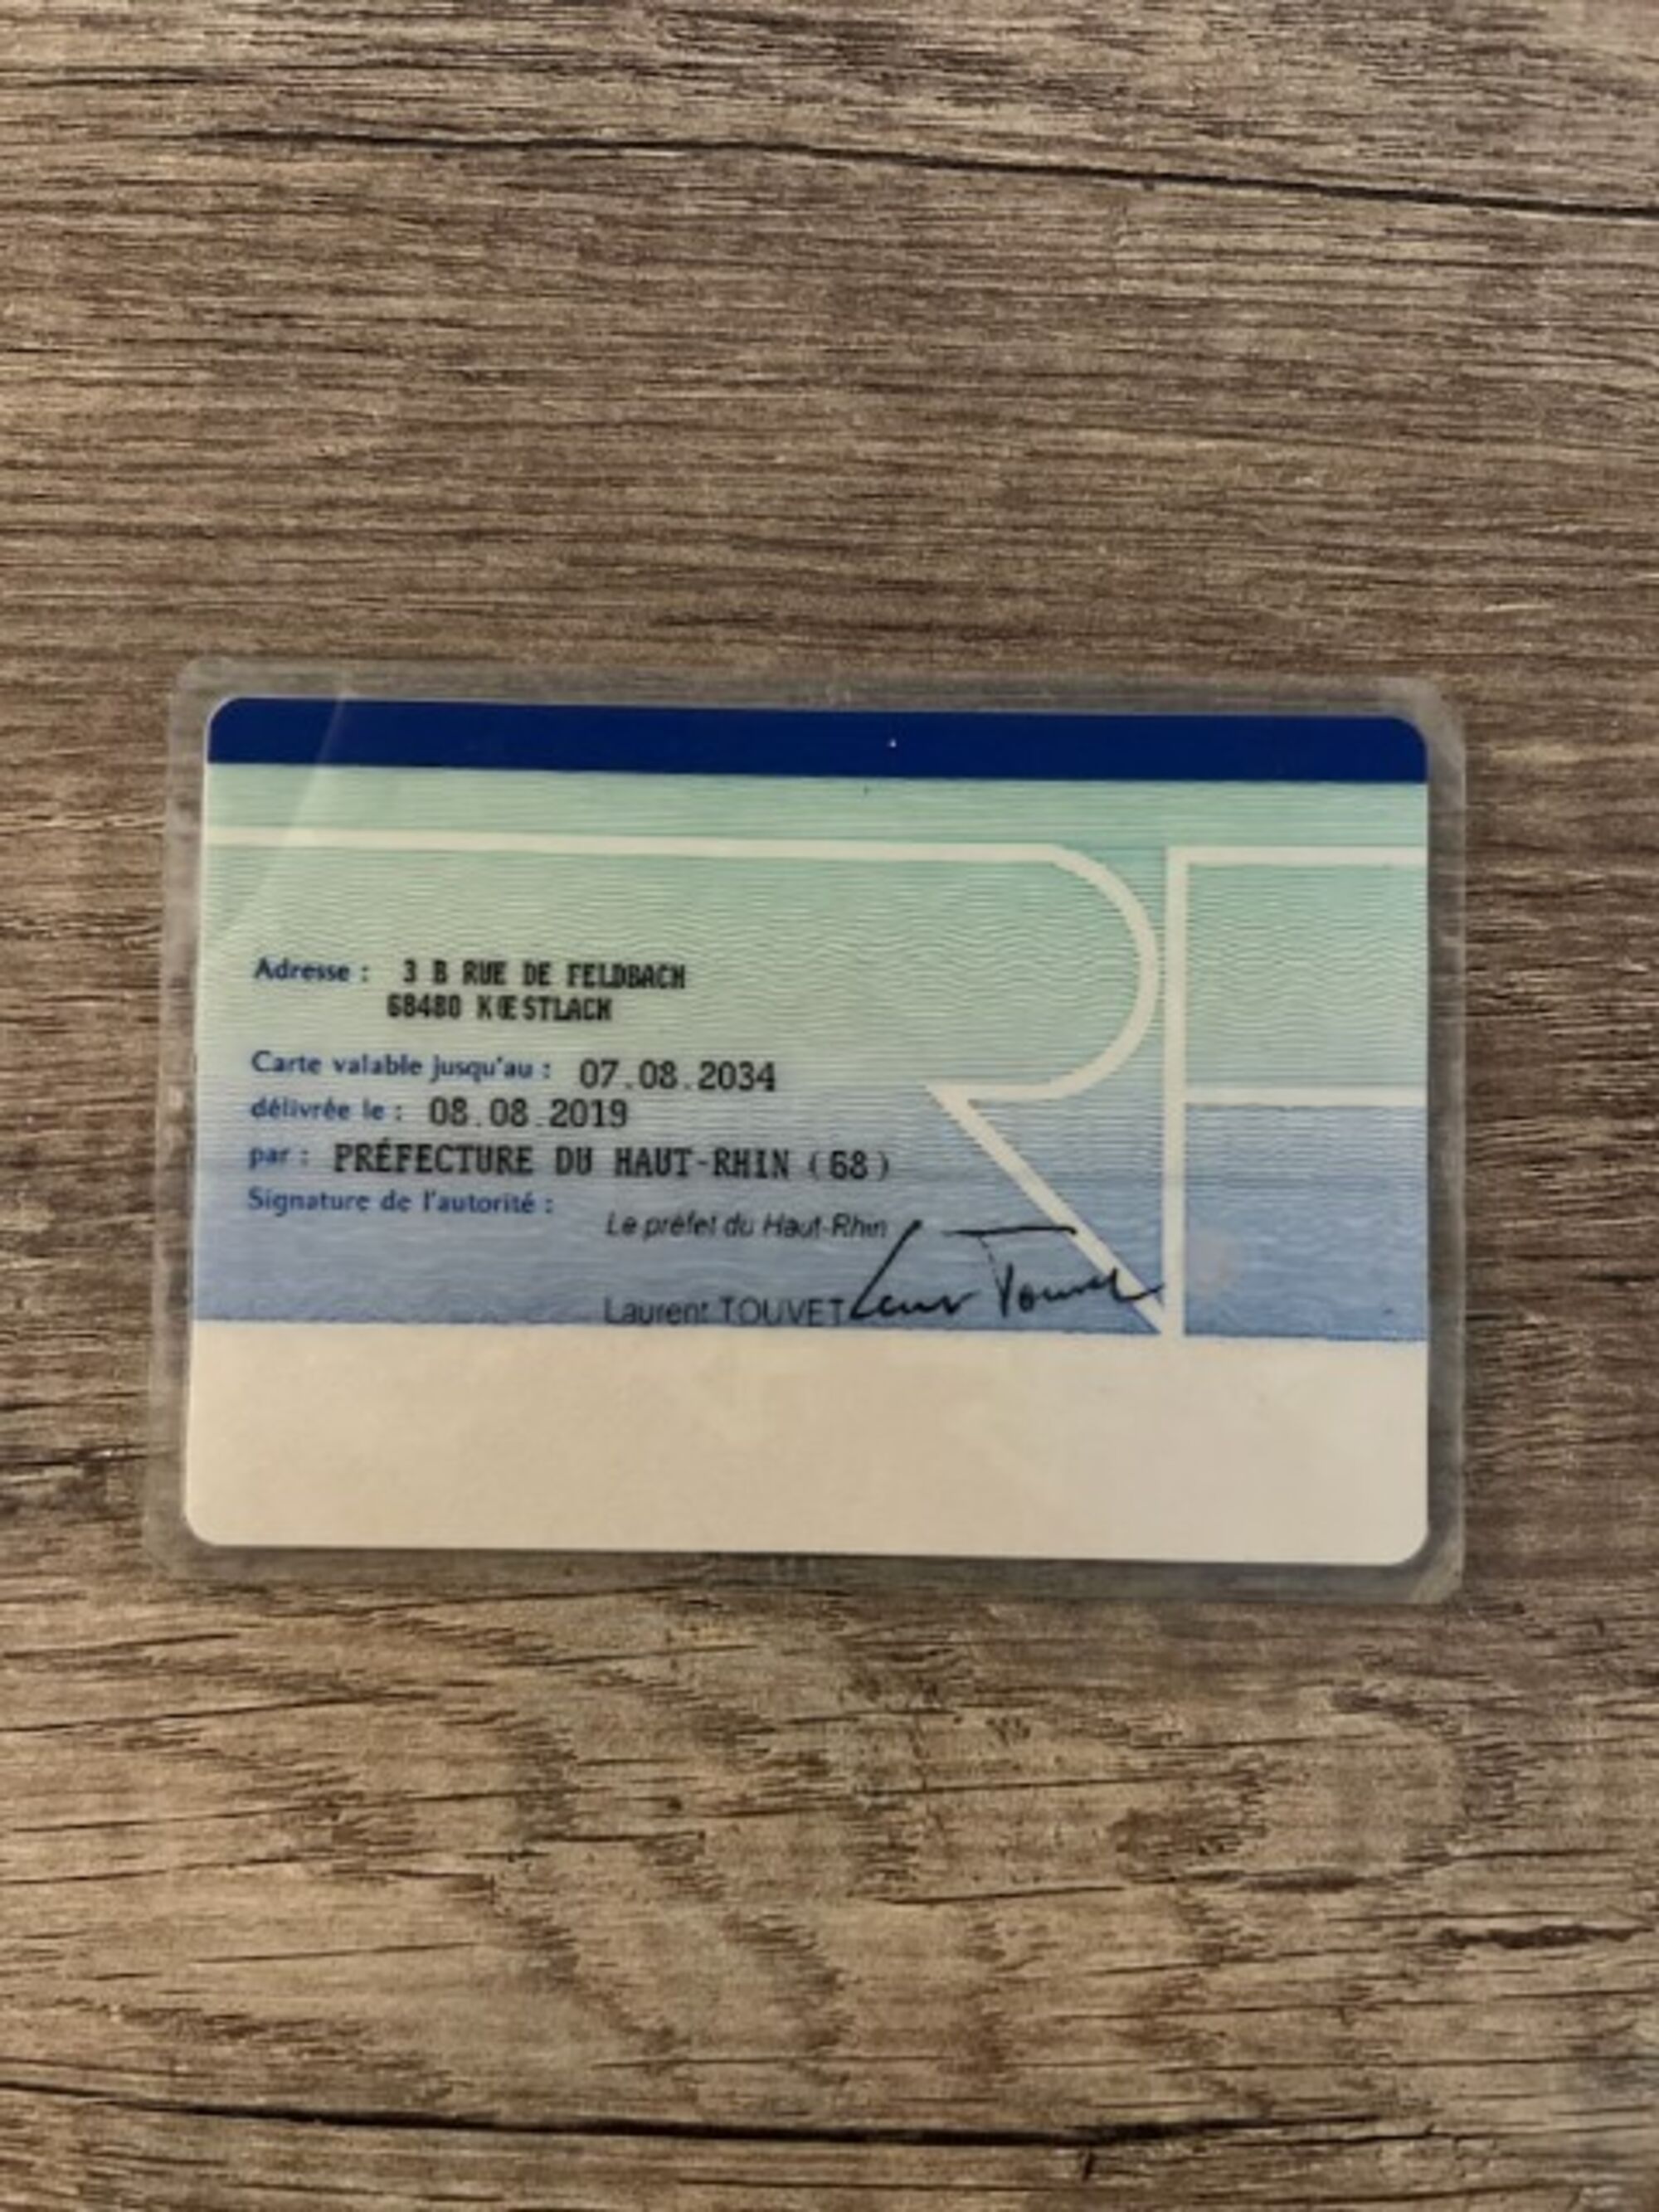 Adresse : 3 B RUE DE FELDBACH
68480 KŒSTLACH
Carte valable jusqu'au : 07.08.2034
délivrée le : 08.08.2019
par : PRÉFECTURE DU HAUT-RHIN (68)
Signature de l'autorité :
Le préfet du Haut-Rhin
Laurent TOUVET
RF